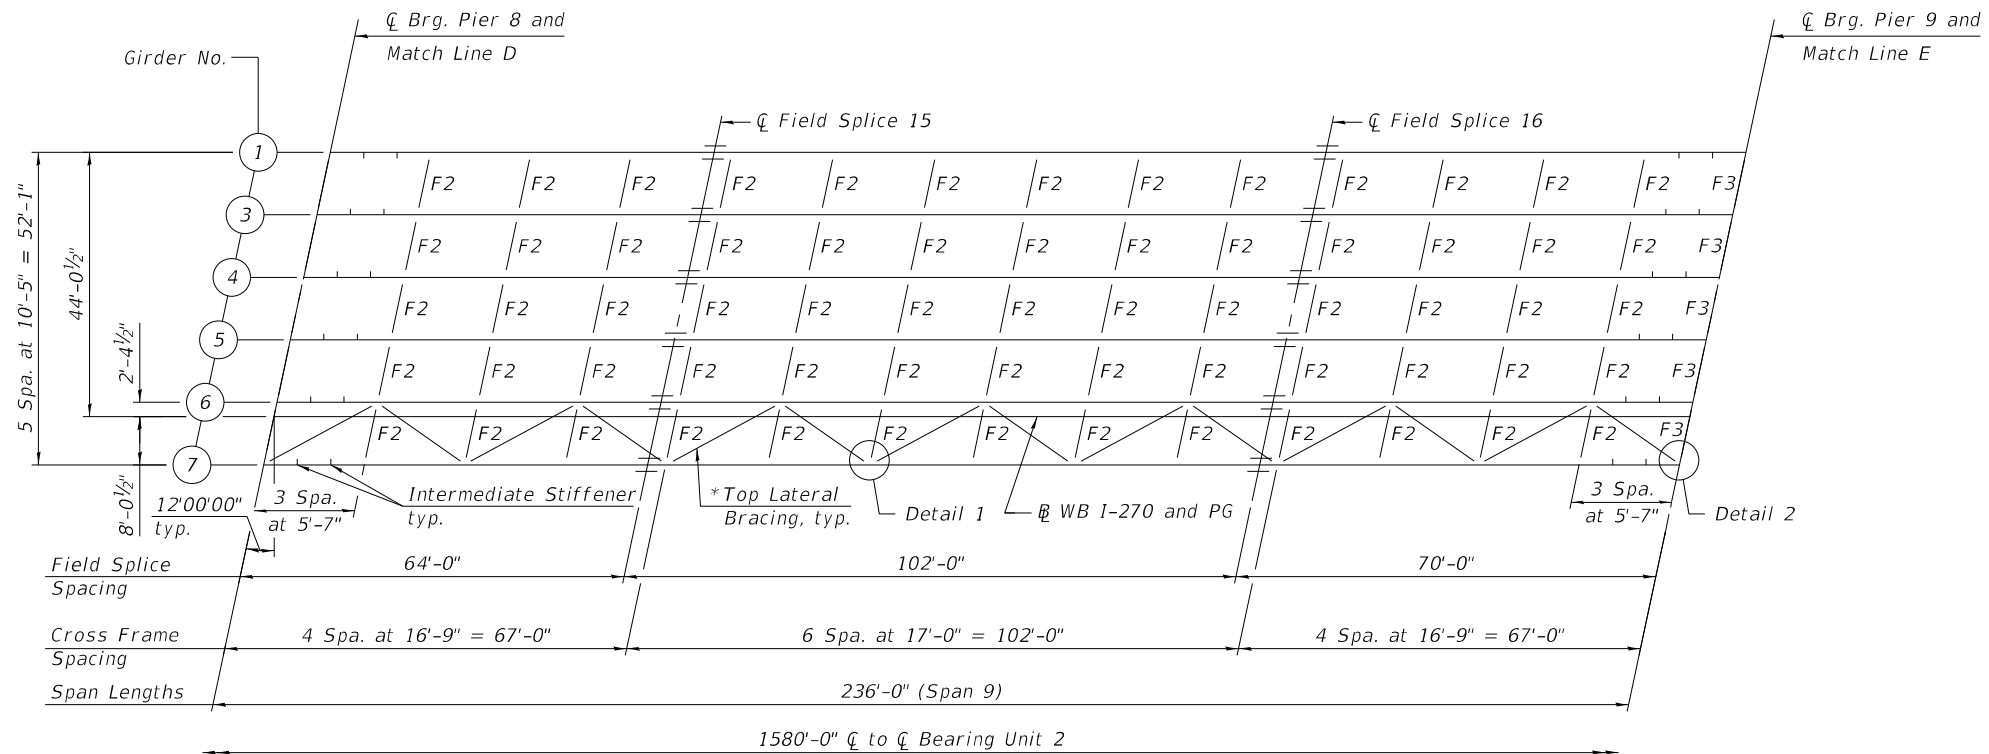 ℄ Brg. Pier 8 and
Match Line D
℄ Brg. Pier 9 and
Match Line E
Girder No.
℄ Field Splice 15
℄ Field Splice 16
1
F2 F2 F2 F2 F2 F2 F2 F2 F2 F2 F2 F2 F2 F3
3
F2 F2 F2 F2 F2 F2 F2 F2 F2 F2 F2 F2 F2 F3
4
F2 F2 F2 F2 F2 F2 F2 F2 F2 F2 F2 F2 F2 F3
5
F2 F2 F2 F2 F2 F2 F2 F2 F2 F2 F2 F2 F2 F3
6
F2 F2 F2 F2 F2 F2 F2 F2 F2 F2 F2 F2 F2 F3
7
5 Spa. at 10'-5" = 52'-1"
44'-0½"
2'-4½"
8'-0½"
12°00'00"
typ.
3 Spa.
at 5'-7"
Intermediate Stiffener
typ.
*Top Lateral
Bracing, typ.
Detail 1
B̲L̲ WB I-270 and PG
3 Spa.
at 5'-7"
Detail 2
Field Splice
Spacing
64'-0"
102'-0"
70'-0"
Cross Frame
Spacing
4 Spa. at 16'-9" = 67'-0"
6 Spa. at 17'-0" = 102'-0"
4 Spa. at 16'-9" = 67'-0"
Span Lengths
236'-0" (Span 9)
1580'-0" ℄ to ℄ Bearing Unit 2